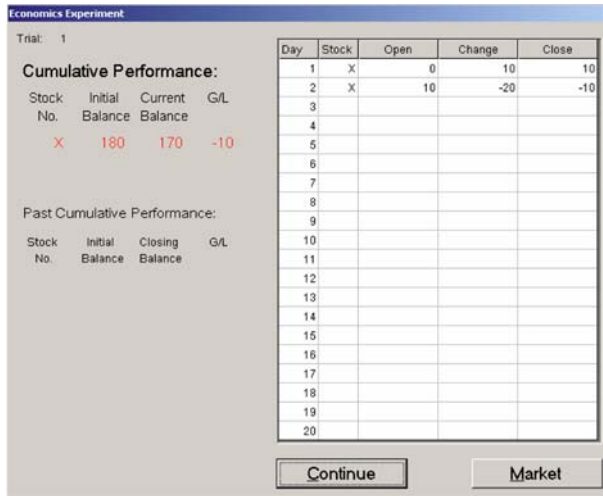 Economics Experiment
Trial: 1
Cumulative Performance:
Stock Initial Current G/L
No. Balance Balance
X 180 170 -10
Past Cumulative Performance:
Stock Initial Closing G/L
No. Balance Balance
Day Stock Open Change Close
1 X 0 10 10
2 X 10 -20 -10
3
4
5
6
7
8
9
10
11
12
13
14
15
16
17
18
19
20
Continue Market